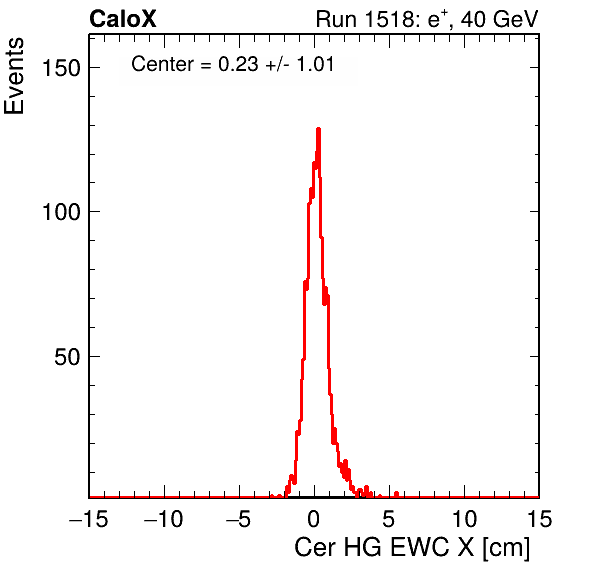 CaloX Run 1518: e⁺, 40 GeV
Events
Center = 0.23 +/- 1.01
150
100
50
−15 −10 −5 0 5 10 15
Cer HG EWC X [cm]